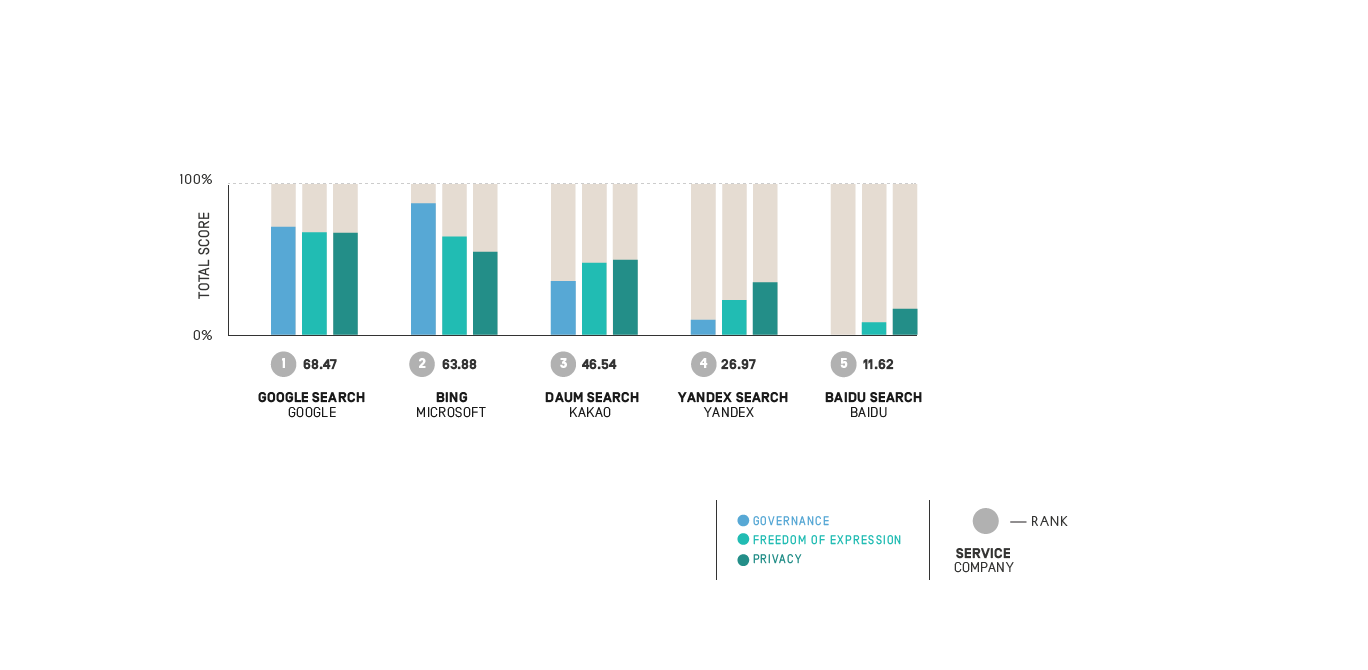 100%
TOTAL SCORE
0%
1 68.47
GOOGLE SEARCH
GOOGLE
2 63.88
BING
MICROSOFT
3 46.54
DAUM SEARCH
KAKAO
4 26.97
YANDEX SEARCH
YANDEX
5 11.62
BAIDU SEARCH
BAIDU
GOVERNANCE
FREEDOM OF EXPRESSION
PRIVACY
RANK
SERVICE
COMPANY